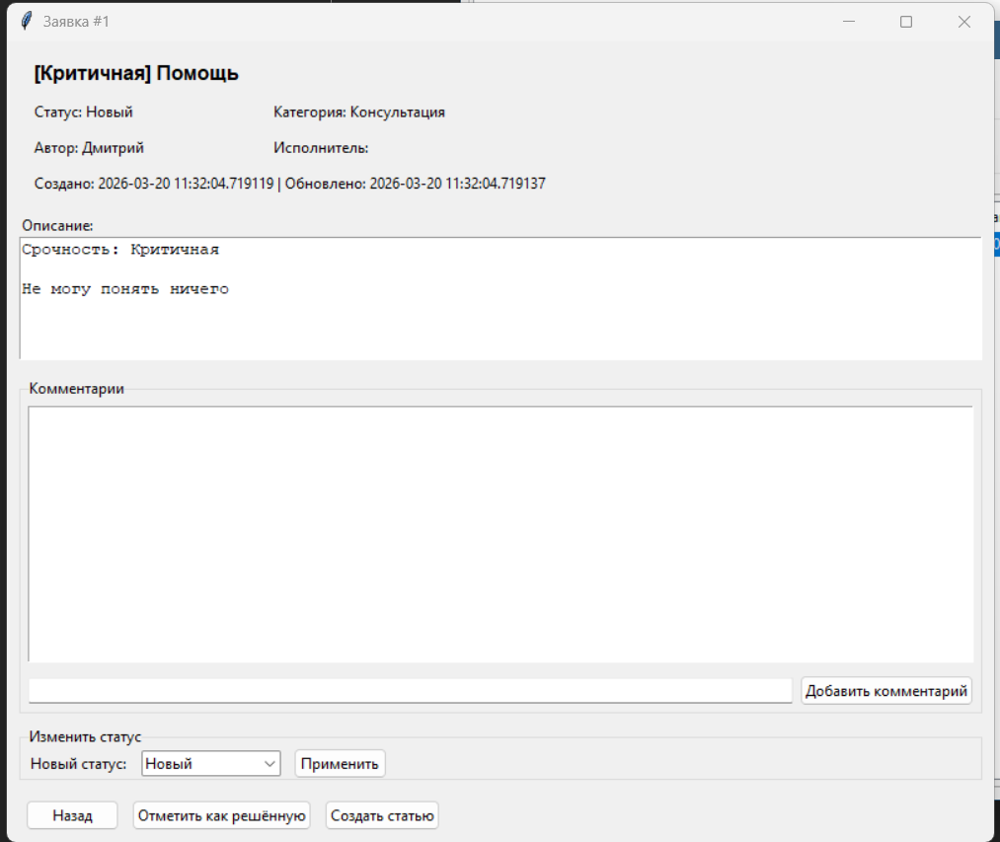 Заявка #1
[Критичная] Помощь
Статус: Новый Категория: Консультация
Автор: Дмитрий Исполнитель:
Создано: 2026-03-20 11:32:04.719119 | Обновлено: 2026-03-20 11:32:04.719137
Описание:
Срочность: Критичная
Не могу понять ничего
Комментарии
Добавить комментарий
Изменить статус
Новый статус: Новый Применить
Назад Отметить как решённую Создать статью